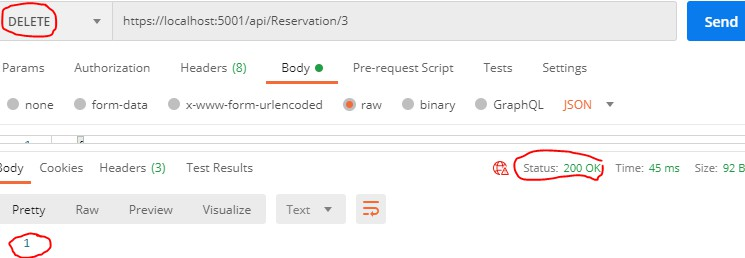 DELETE https://localhost:5001/api/Reservation/3 Send
Params Authorization Headers (8) Body Pre-request Script Tests Settings
none form-data x-www-form-urlencoded raw binary GraphQL JSON
Body Cookies Headers (3) Test Results Status: 200 OK Time: 45 ms Size: 92 B
Pretty Raw Preview Visualize Text
1